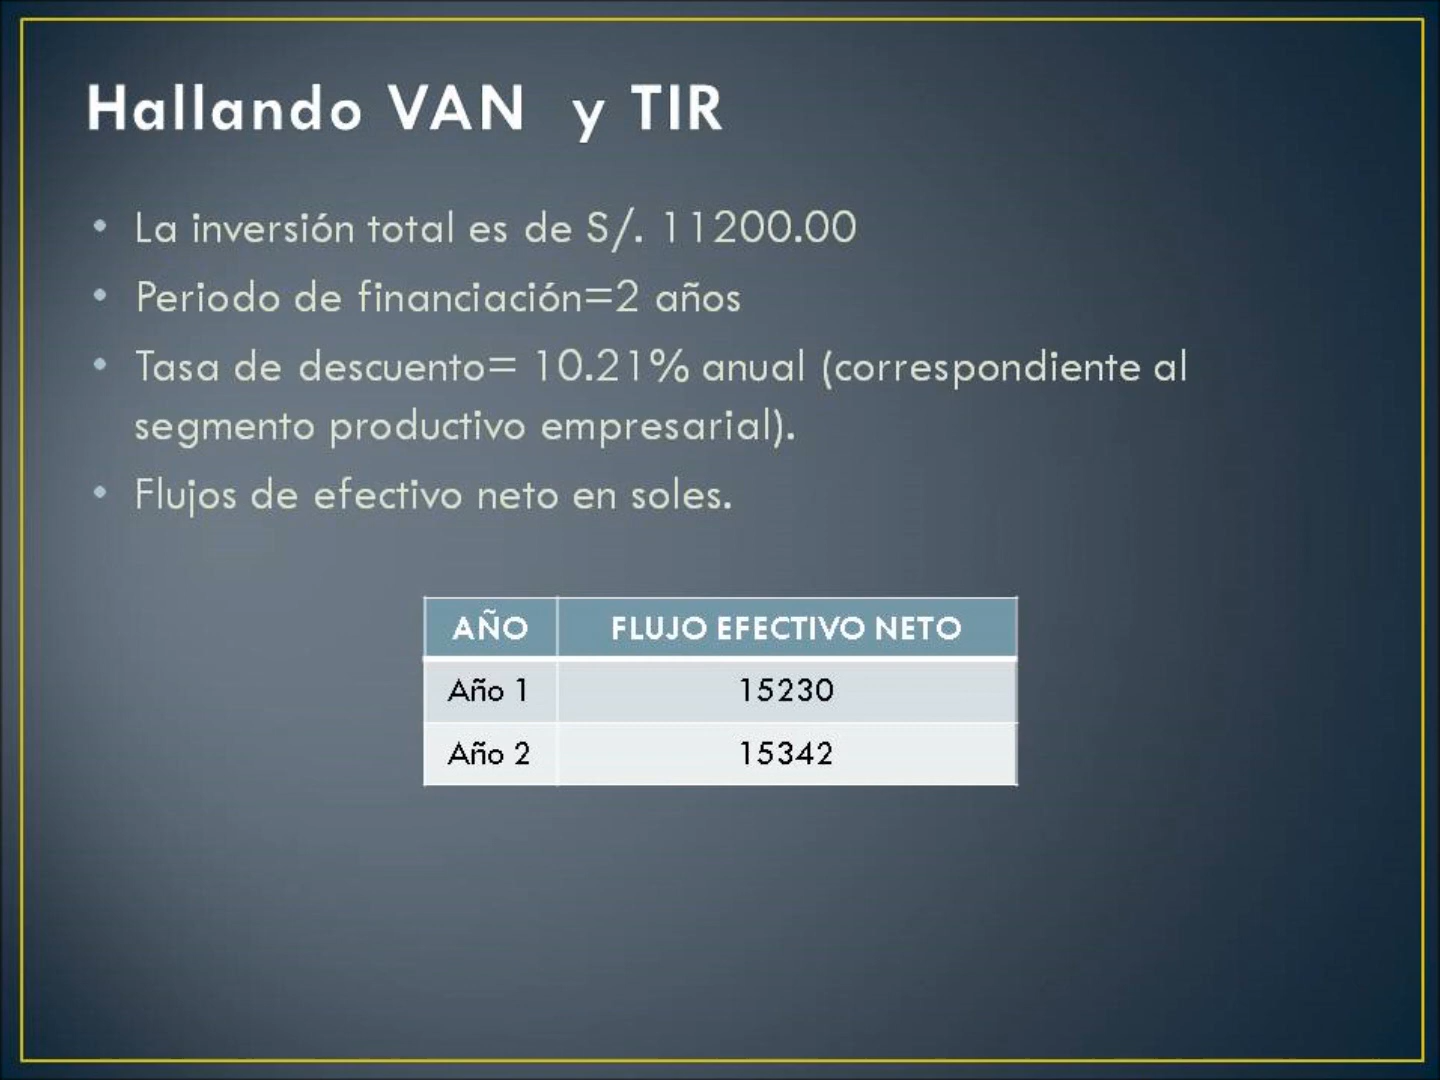 Hallando VAN y TIR
• La inversión total es de S/. 11200.00
• Periodo de financiación=2 años
• Tasa de descuento= 10.21% anual (correspondiente al
segmento productivo empresarial).
• Flujos de efectivo neto en soles.
AÑO FLUJO EFECTIVO NETO
Año 1 15230
Año 2 15342